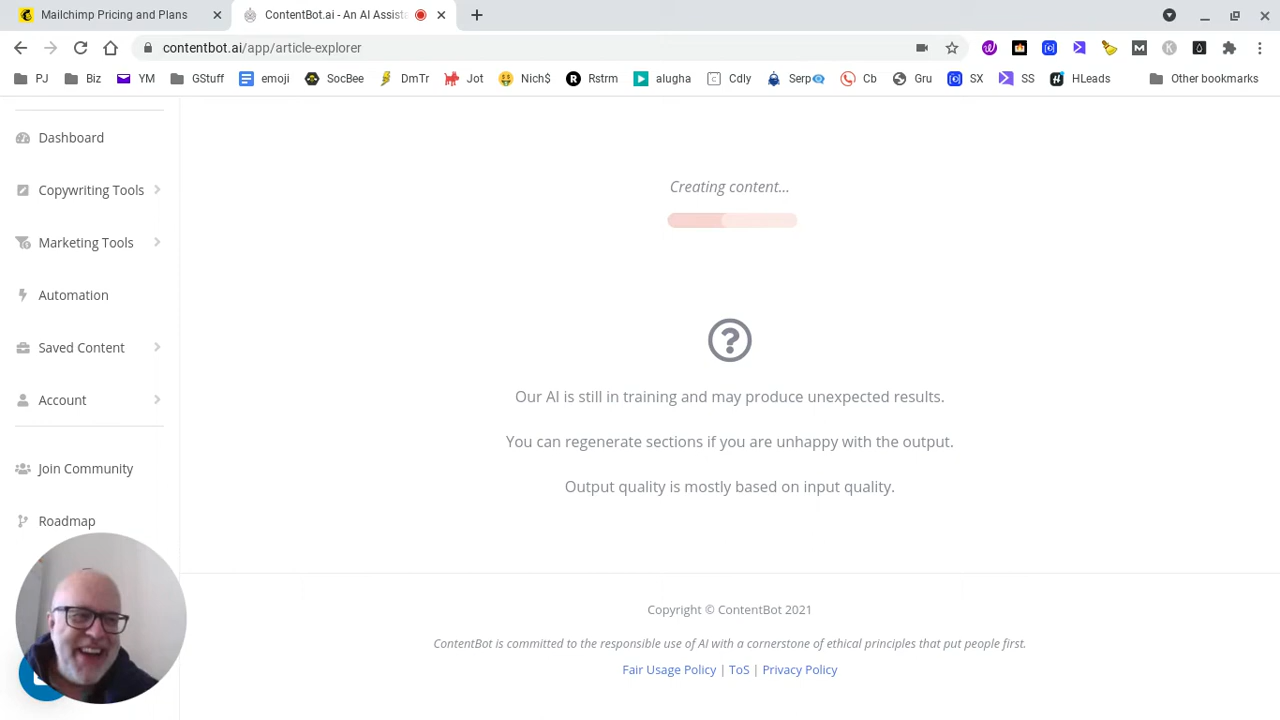 Mailchimp Pricing and Plans
ContentBot.ai - An AI Assist
contentbot.ai/app/article-explorer
PJ Biz YM GStuff emoji SocBee DmTr Jot Nich$ Rstrm alugha Cdly Serp Cb Gru SX SS HLeads Other bookmarks
Dashboard
Copywriting Tools
Marketing Tools
Automation
Saved Content
Account
Join Community
Roadmap
Creating content...
Our AI is still in training and may produce unexpected results.
You can regenerate sections if you are unhappy with the output.
Output quality is mostly based on input quality.
Copyright © ContentBot 2021
ContentBot is committed to the responsible use of AI with a cornerstone of ethical principles that put people first.
Fair Usage Policy | ToS | Privacy Policy